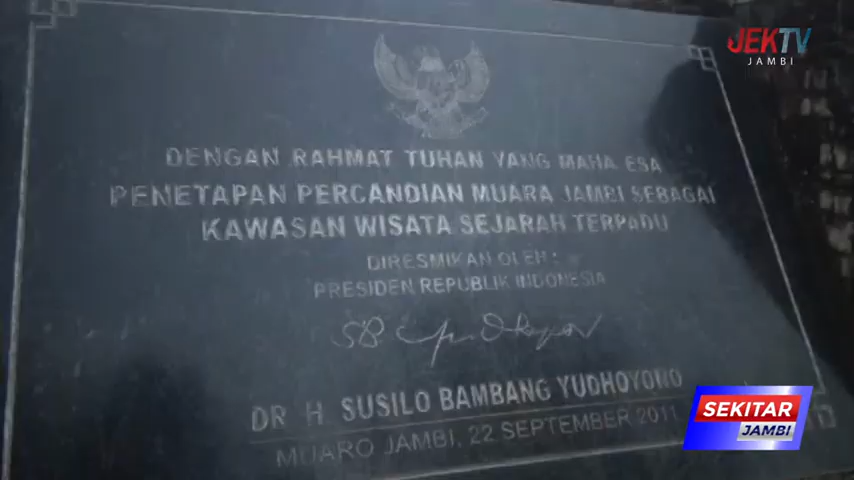 JEKTV
JAMBI
DENGAN RAHMAT TUHAN YANG MAHA ESA
PENETAPAN PERCANDIAN MUARA JAMBI SEBAGAI
KAWASAN WISATA SEJARAH TERPADU
DIRESMIKAN OLEH :
PRESIDEN REPUBLIK INDONESIA
DR H SUSILO BAMBANG YUDHOYONO
MUARO JAMBI, 22 SEPTEMBER 2011
SEKITAR
JAMBI